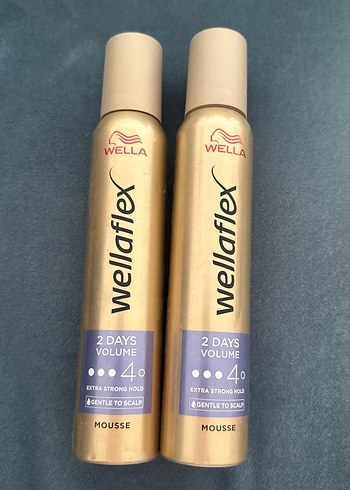 WELLA
wellaflex
2 DAYS
VOLUME
4
EXTRA STRONG HOLD
GENTLE TO SCALP
MOUSSE
WELLA
wellaflex
2 DAYS
VOLUME
4
EXTRA STRONG HOLD
GENTLE TO SCALP
MOUSSE